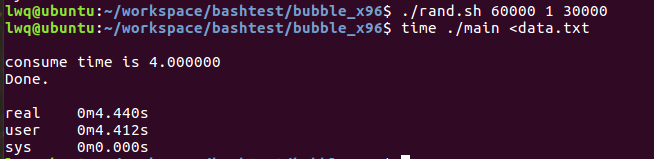 lwq@ubuntu:~/workspace/bashtest/bubble_x96$ ./rand.sh 60000 1 30000
lwq@ubuntu:~/workspace/bashtest/bubble_x96$ time ./main <data.txt
consume time is 4.000000
Done.
real 0m4.440s
user 0m4.412s
sys 0m0.000s